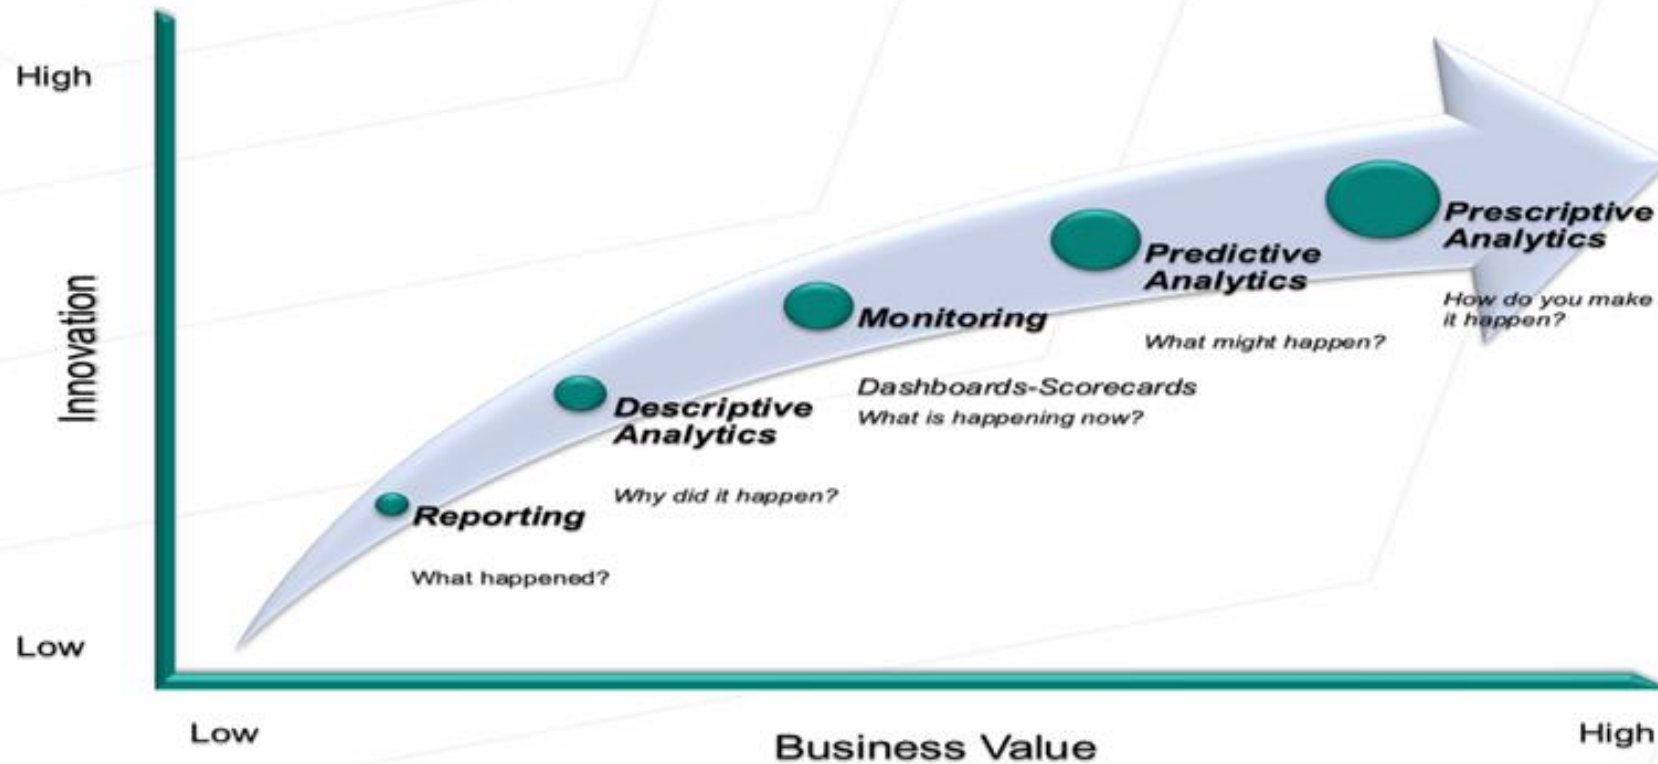 High
Prescriptive
Analytics
Predictive
Analytics
How do you make
it happen?
Monitoring
What might happen?
Dashboards-Scorecards
What is happening now?
Descriptive
Analytics
Why did it happen?
Reporting
What happened?
Innovation
Low
Low
Business Value
High